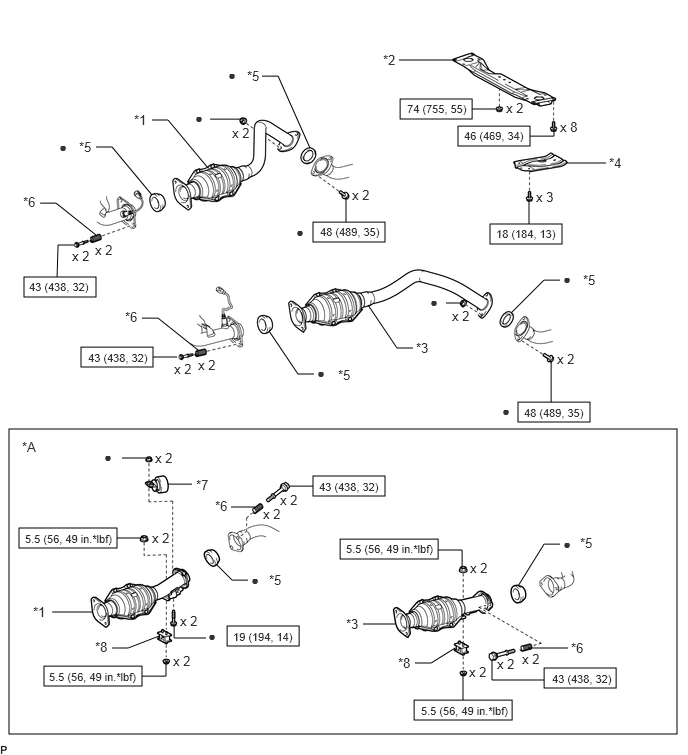 *5
*2
74 (755, 55)
x 2
*1
x 2
46 (469, 34)
x 8
*5
*4
*6
x 2
x 3
x 2
x 2
48 (489, 35)
18 (184, 13)
43 (438, 32)
*5
*6
x 2
43 (438, 32)
x 2
x 2
*3
x 2
*5
48 (489, 35)
*A
x 2
*7
43 (438, 32)
*6
x 2
x 2
5.5 (56, 49 in.*lbf)
x 2
5.5 (56, 49 in.*lbf)
*5
x 2
*5
*1
x 2
19 (194, 14)
*3
*8
*6
x 2
x 2
x 2
*8
x 2
5.5 (56, 49 in.*lbf)
43 (438, 32)
5.5 (56, 49 in.*lbf)
P